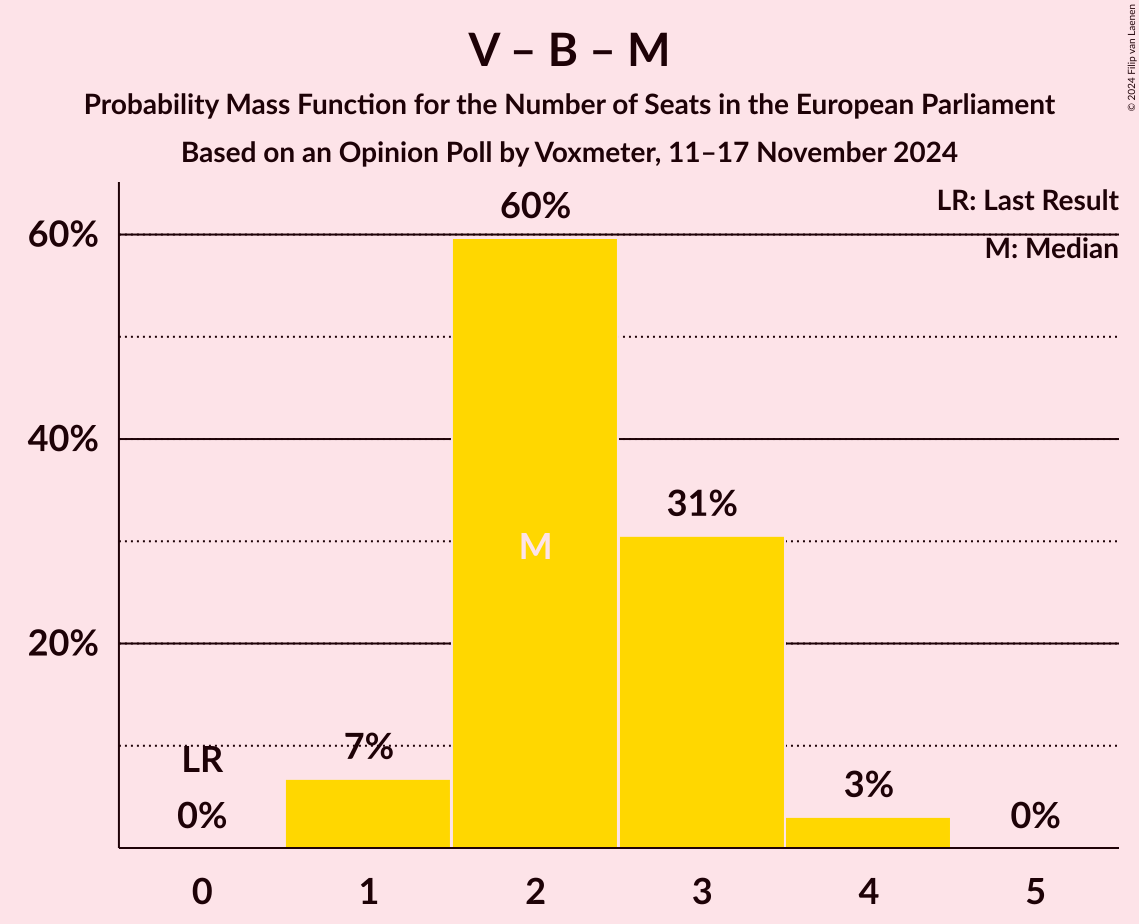 V – B – M
Probability Mass Function for the Number of Seats in the European Parliament
Based on an Opinion Poll by Voxmeter, 11–17 November 2024
© 2024 Filip van Laenen
LR: Last Result
M: Median
60%
40%
20%
LR
0%
7%
60%
M
31%
3%
0%
0 1 2 3 4 5